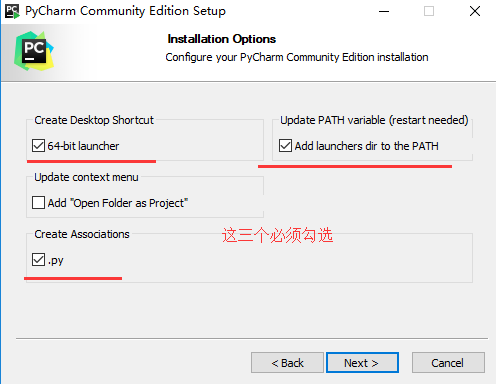 PyCharm Community Edition Setup
PC
Installation Options
Configure your PyCharm Community Edition installation
Create Desktop Shortcut
64-bit launcher
Update PATH variable (restart needed)
Add launchers dir to the PATH
Update context menu
Add "Open Folder as Project"
Create Associations
这三个必须勾选
.py
< Back
Next >
Cancel